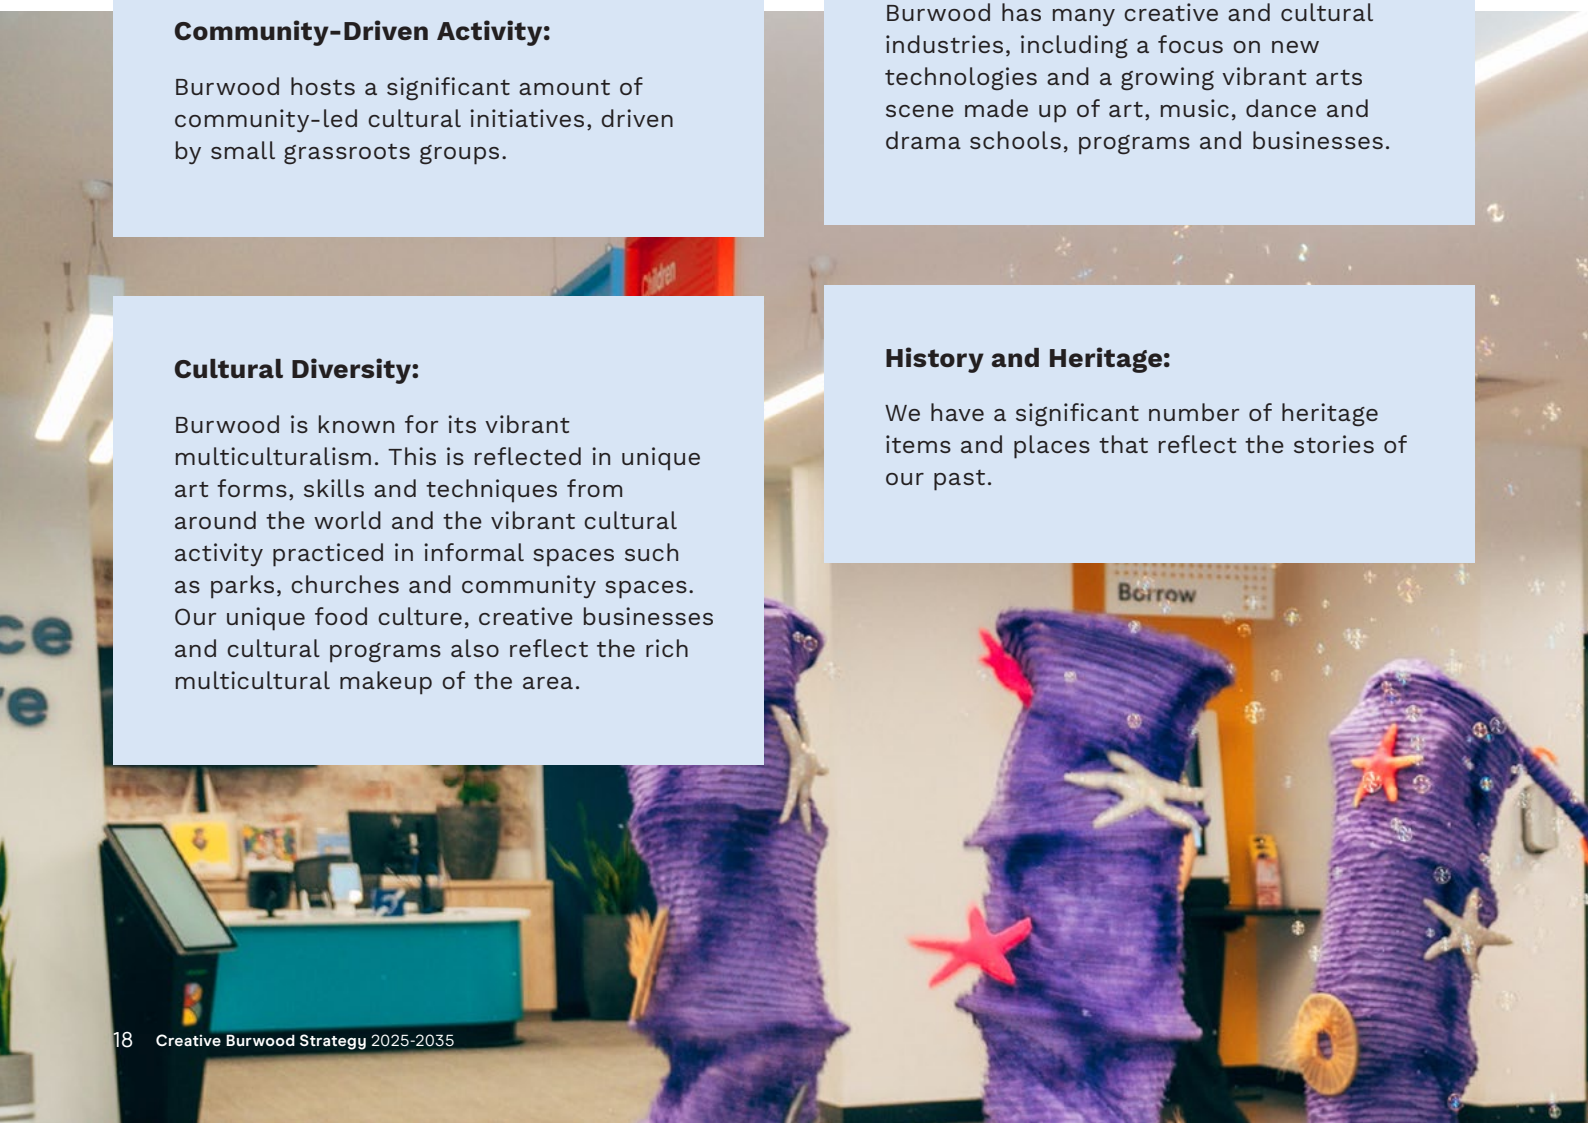 Community-Driven Activity:
Burwood hosts a significant amount of
community-led cultural initiatives, driven
by small grassroots groups.
Cultural Diversity:
Burwood is known for its vibrant
multiculturalism. This is reflected in unique
art forms, skills and techniques from
around the world and the vibrant cultural
activity practiced in informal spaces such
as parks, churches and community spaces.
Our unique food culture, creative businesses
and cultural programs also reflect the rich
multicultural makeup of the area.
Burwood has many creative and cultural
industries, including a focus on new
technologies and a growing vibrant arts
scene made up of art, music, dance and
drama schools, programs and businesses.
History and Heritage:
We have a significant number of heritage
items and places that reflect the stories of
our past.
Children
Borrow
ce
re
18 Creative Burwood Strategy 2025-2035